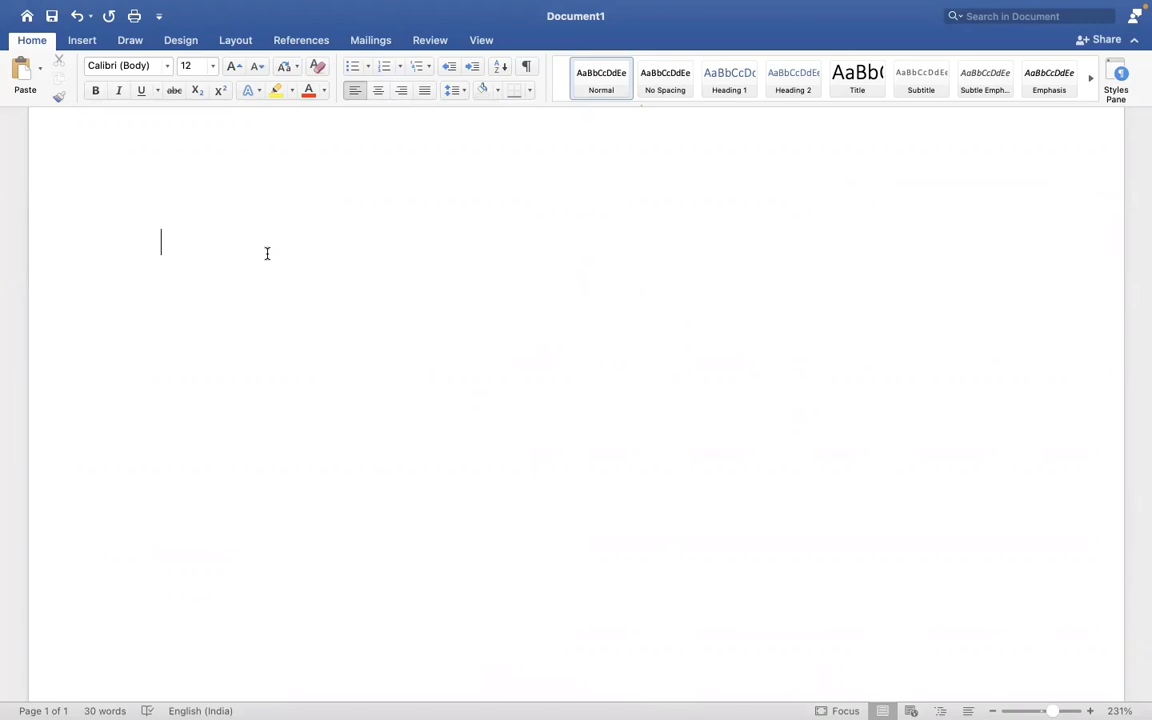 Document1
Search in Document
Home Insert Draw Design Layout References Mailings Review View
Share
Paste
Calibri (Body) 12
AaBbCcDdEe AaBbCcDdEe AaBbCcDc AaBbCcDdEe AaBb( AaBbCcDdEe AaBbCcDdEe AaBbCcDdEe
Normal No Spacing Heading 1 Heading 2 Title Subtitle Subtle Emph... Emphasis
Styles
Pane
Page 1 of 1 30 words English (India) Focus 231%